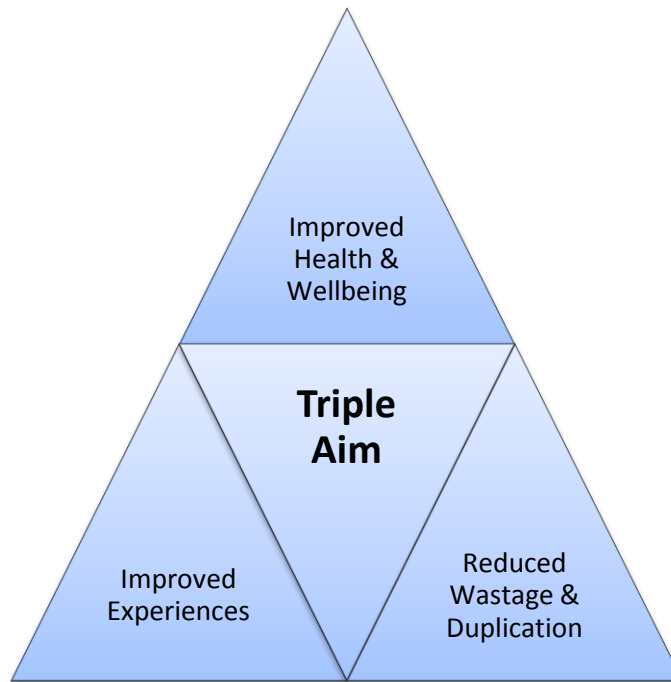 Improved
Health &
Wellbeing
Triple
Aim
Improved
Experiences
Reduced
Wastage &
Duplication